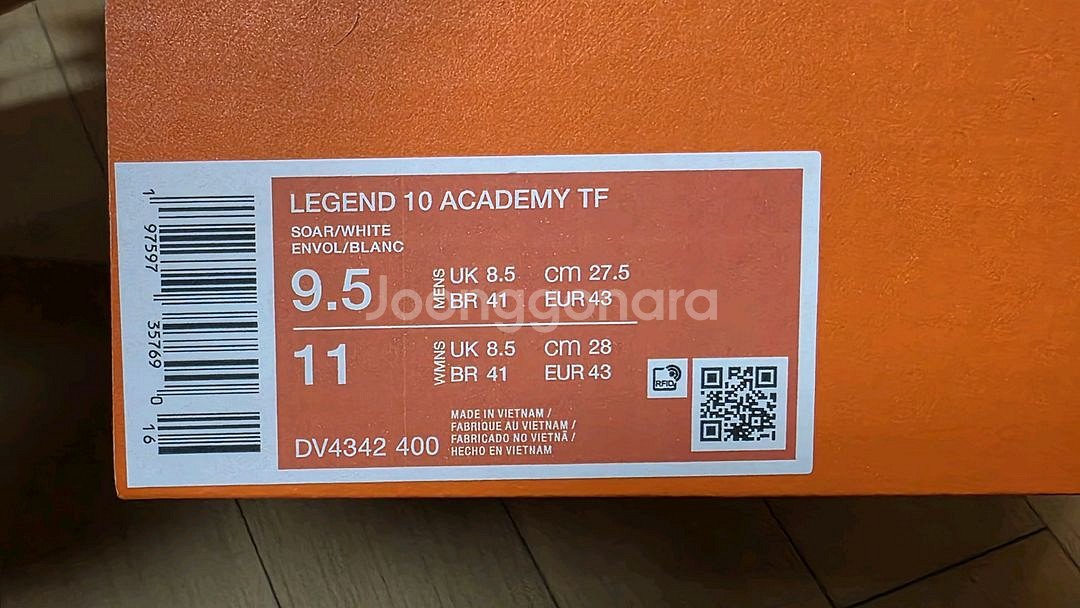 LEGEND 10 ACADEMY TF
SOAR/WHITE
ENVOL/BLANC
9.5 MENS UK 8.5 cm 27.5
BR 41 EUR 43
11 WMNS UK 8.5 cm 28
BR 41 EUR 43
RFID
MADE IN VIETNAM /
FABRIQUE AU VIETNAM /
FABRICADO NO VIETNÃ /
HECHO EN VIETNAM
DV4342 400
1 97597 35769 0 16
Joonggonara